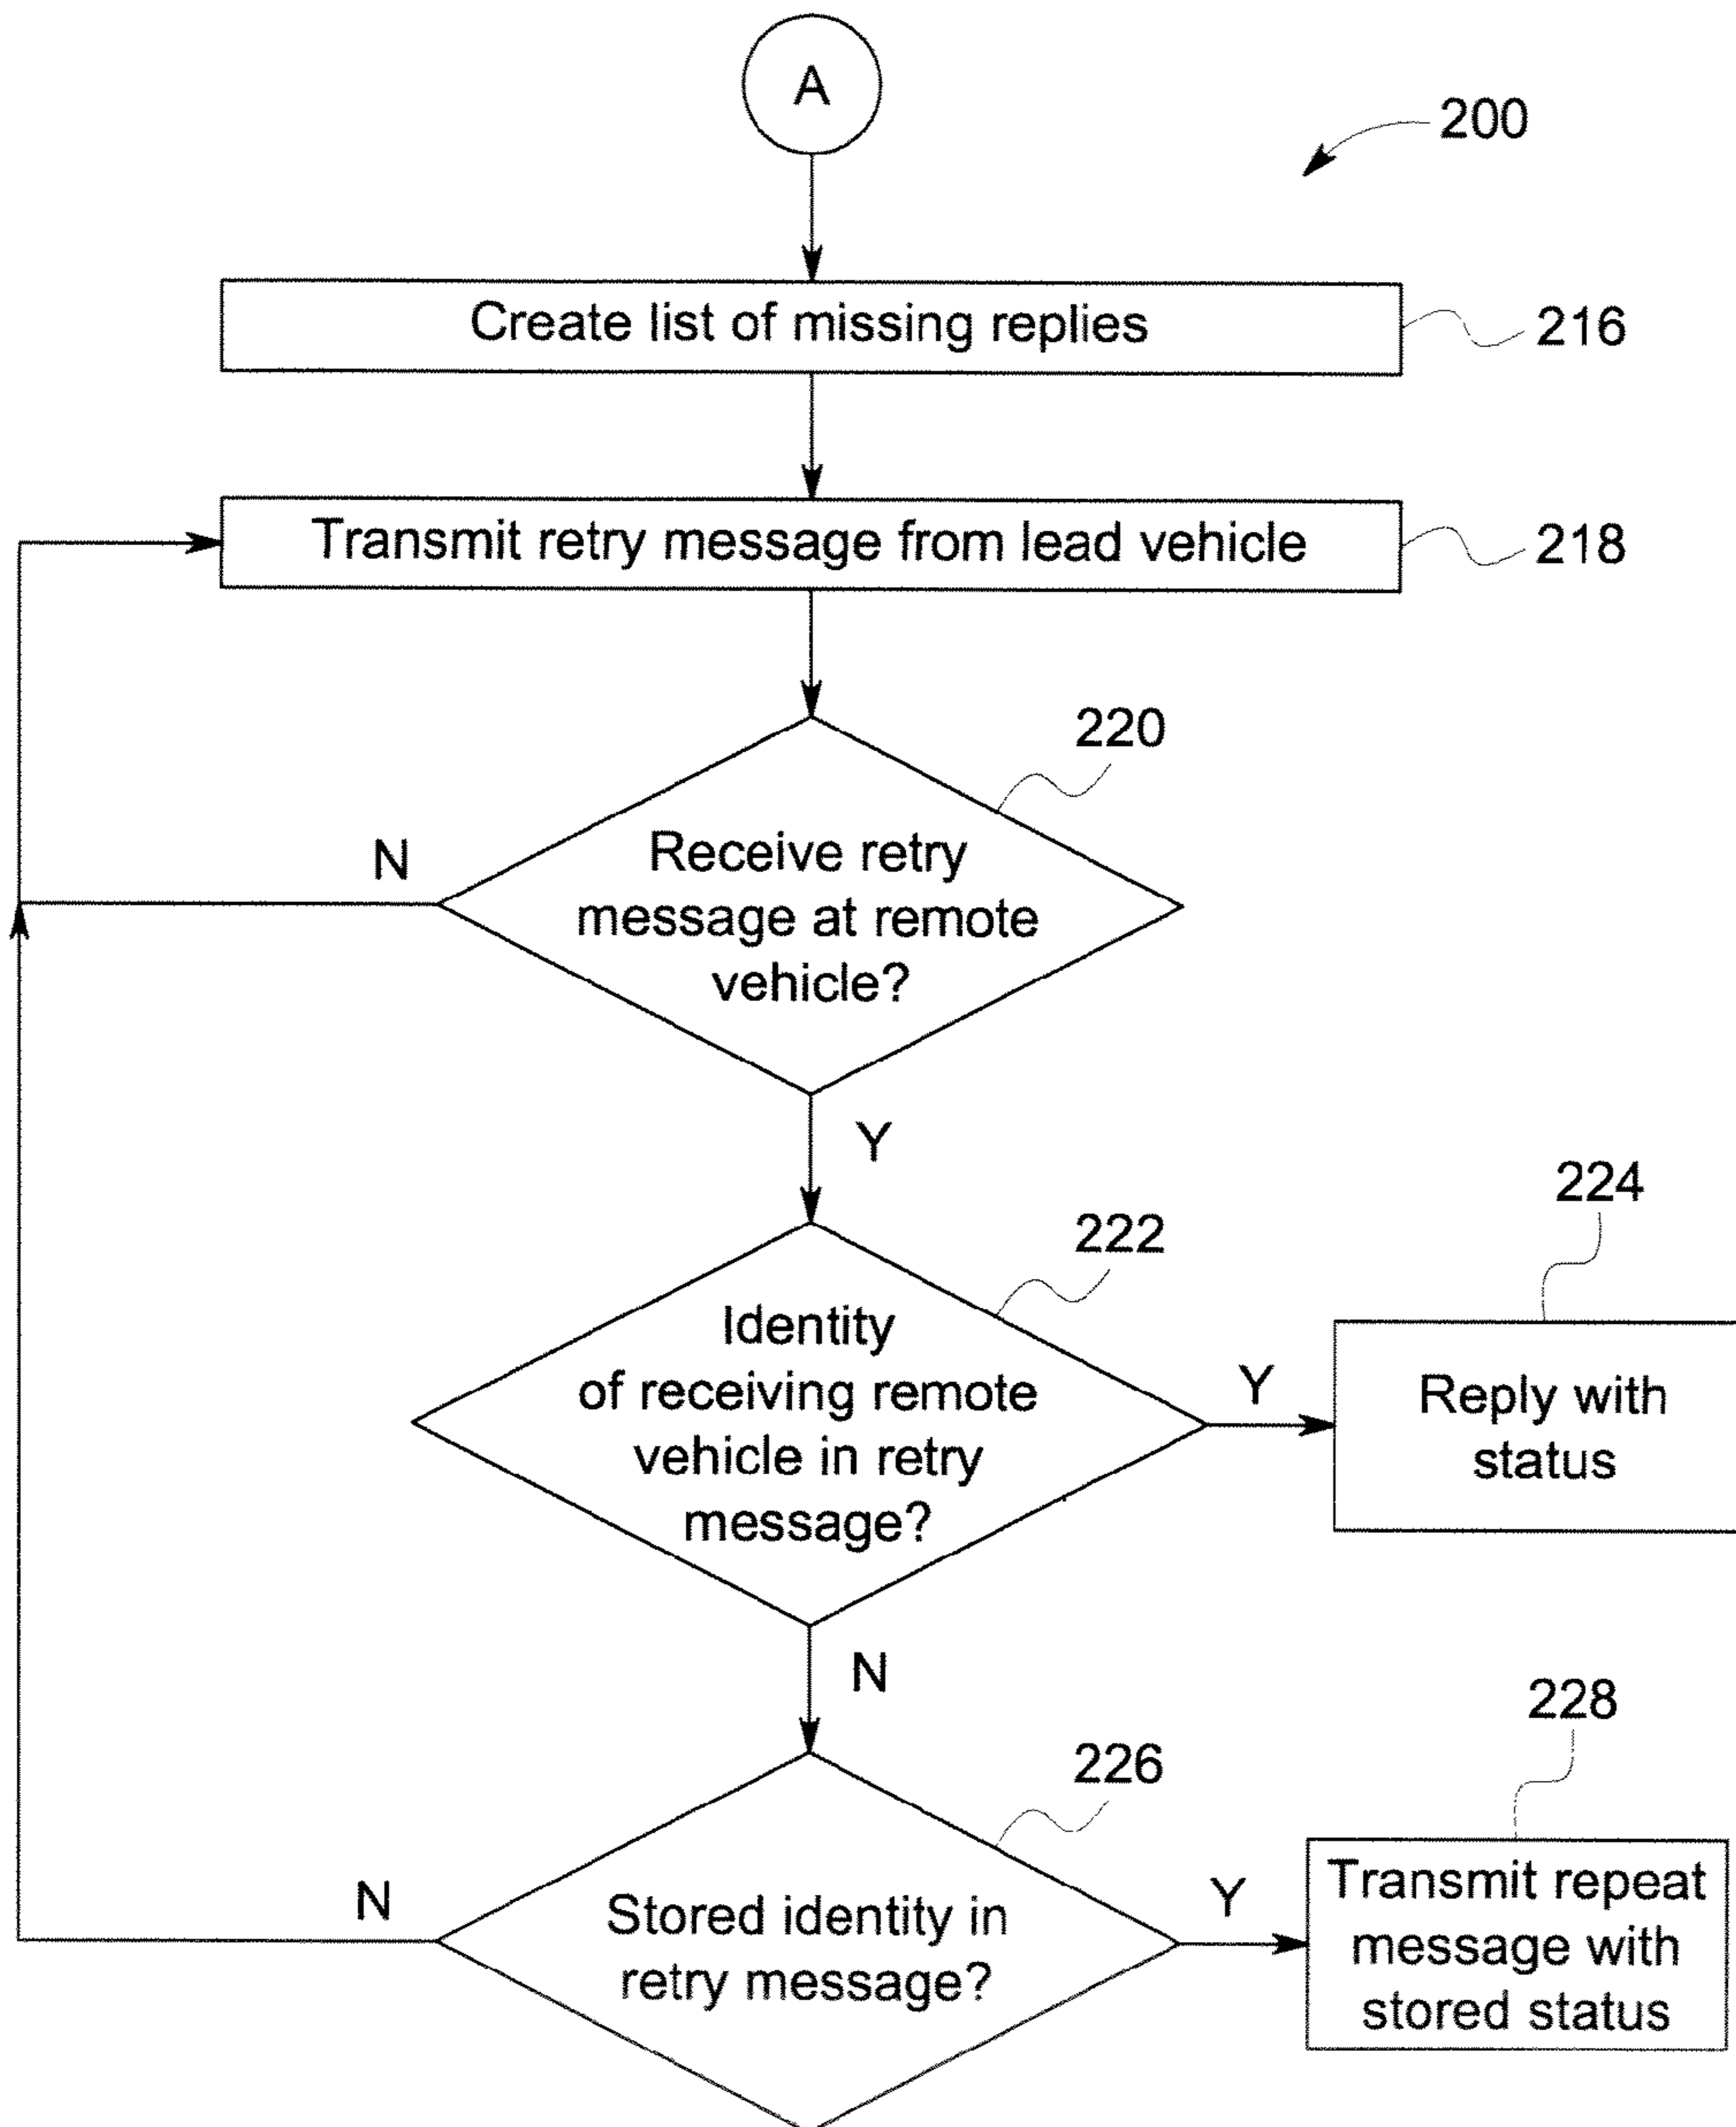 A
200
Create list of missing replies
216
Transmit retry message from lead vehicle
218
220
Receive retry
message at remote
vehicle?
N
Y
222
224
Identity
of receiving remote
vehicle in retry
message?
Y
Reply with
status
N
226
228
Stored identity in
retry message?
N
Y
Transmit repeat
message with
stored status